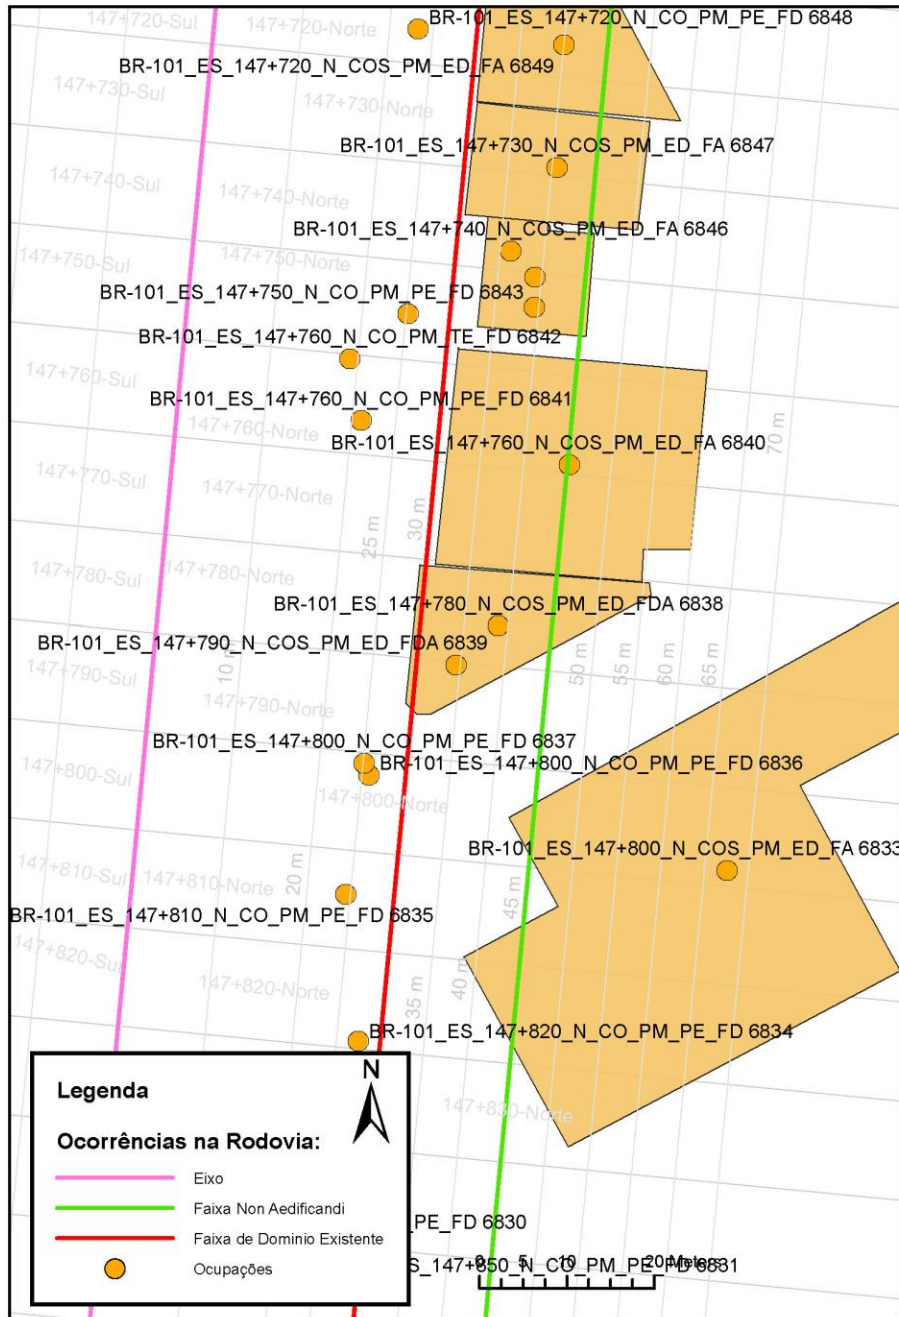 147+720-Sul
147+720-Norte
BR-101_ES_147+720_N_CO_PM_PE_FD 6848
BR-101_ES_147+720_N_COS_PM_ED_FA 6849
147+730-Sul
147+730-Norte
BR-101_ES_147+730_N_COS_PM_ED_FA 6847
147+740-Sul
147+740-Norte
BR-101_ES_147+740_N_COS_PM_ED_FA 6846
147+750-Sul
147+750-Norte
BR-101_ES_147+750_N_CO_PM_PE_FD 6843
BR-101_ES_147+760_N_CO_PM_TE_FD 6842
147+760-Sul
BR-101_ES_147+760_N_CO_PM_PE_FD 6841
147+760-Norte
BR-101_ES_147+760_N_COS_PM_ED_FA 6840
70 m
147+770-Sul
147+770-Norte
25 m
30 m
147+780-Sul
147+780-Norte
BR-101_ES_147+780_N_COS_PM_ED_FDA 6838
BR-101_ES_147+790_N_COS_PM_ED_FDA 6839
147+790-Sul
10 m
50 m
55 m
60 m
65 m
147+790-Norte
BR-101_ES_147+800_N_CO_PM_PE_FD 6837
BR-101_ES_147+800_N_CO_PM_PE_FD 6836
147+800-Sul
147+800-Norte
BR-101_ES_147+800_N_COS_PM_ED_FA 6833
147+810-Sul
147+810-Norte
20 m
45 m
BR-101_ES_147+810_N_CO_PM_PE_FD 6835
147+820-Sul
147+820-Norte
35 m
40 m
BR-101_ES_147+820_N_CO_PM_PE_FD 6834
147+830-Norte
N
Legenda
Ocorrências na Rodovia:
Eixo
Faixa Non Aedificandi
Faixa de Dominio Existente
Ocupações
PE_FD 6830
S_147+850_N_CO_PM_PE_FD 6831
0 5 10 20 Meters